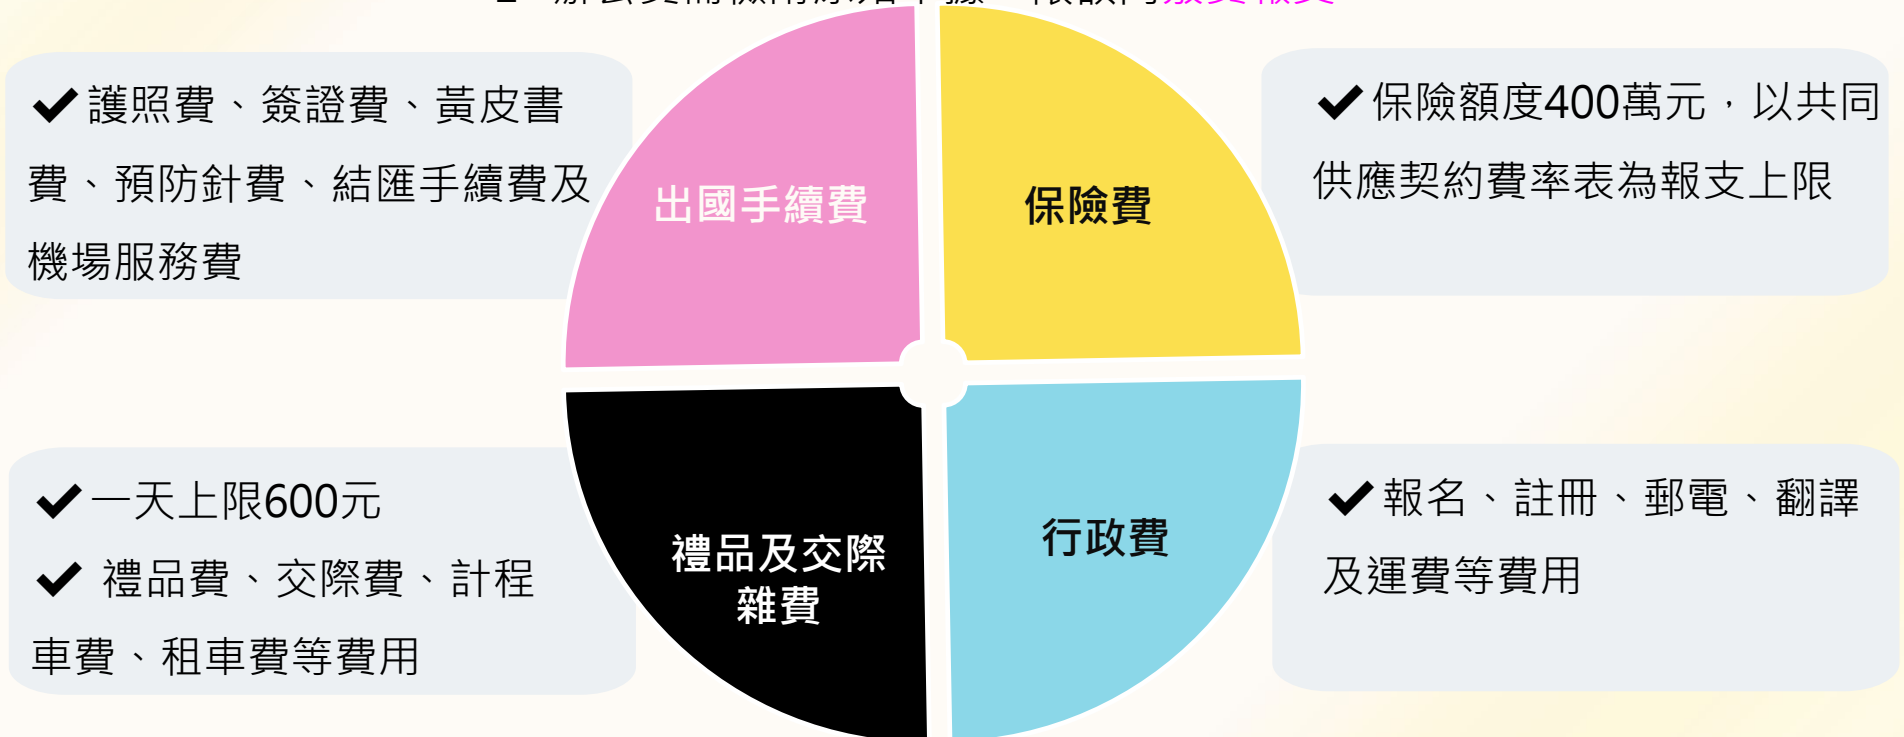 ✔護照費、簽證費、黃皮書
費、預防針費、結匯手續費及
機場服務費
出國手續費
保險費
✔保險額度400萬元，以共同
供應契約費率表為報支上限
✔一天上限600元
✔ 禮品費、交際費、計程
車費、租車費等費用
禮品及交際
雜費
行政費
✔報名、註冊、郵電、翻譯
及運費等費用